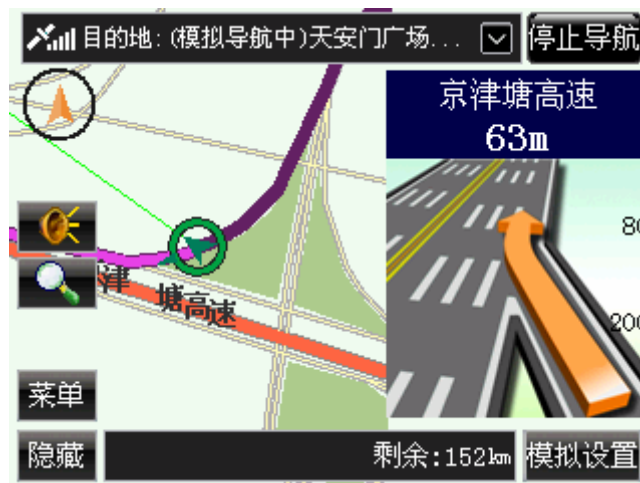 目的地: (模拟导航中)天安门广场...
停止导航
京津塘高速
63m
80
200
津 塘高速
菜单
隐藏
剩余:152km
模拟设置